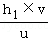 h₁ × v
u